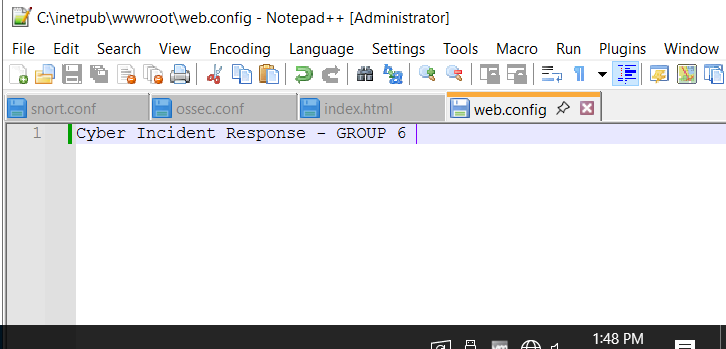 C:\inetpub\wwwroot\web.config - Notepad++ [Administrator]
File Edit Search View Encoding Language Settings Tools Macro Run Plugins Window
snort.conf ossec.conf index.html web.config
1 Cyber Incident Response - GROUP 6
1:48 PM